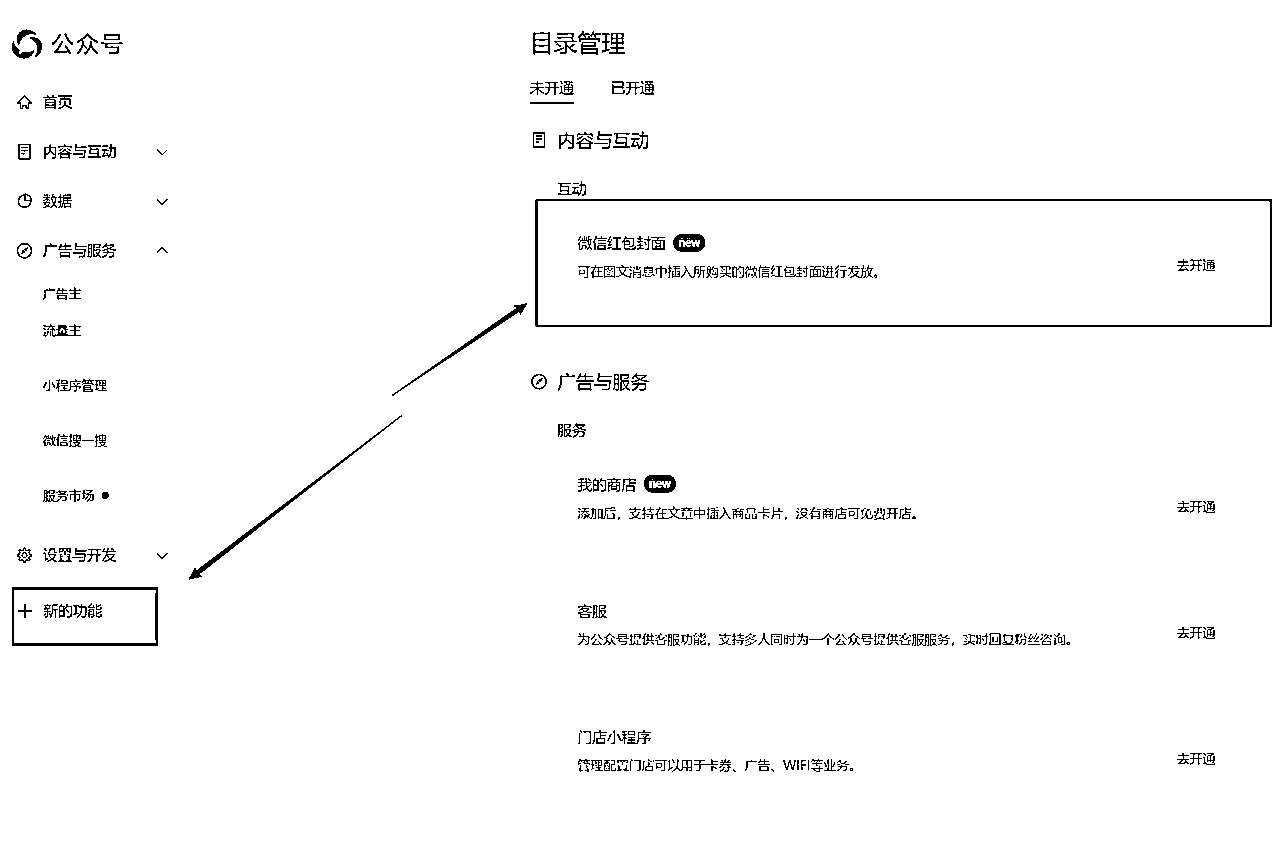 公众号
首页
内容与互动
数据
广告与服务
广告主
流量主
小程序管理
微信搜一搜
服务市场
设置与开发
新的功能
目录管理
未开通 已开通
内容与互动
互动
微信红包封面 new
可在图文消息中插入所购买的微信红包封面进行发放。
去开通
广告与服务
服务
我的商店 new
添加后，支持在文章中插入商品卡片，没有商店可免费开店。
去开通
客服
为公众号提供客服功能，支持多人同时为一个公众号提供客服服务，实时回复粉丝咨询。
去开通
门店小程序
管理配置门店可以用于卡券、广告、WIFI等业务。
去开通